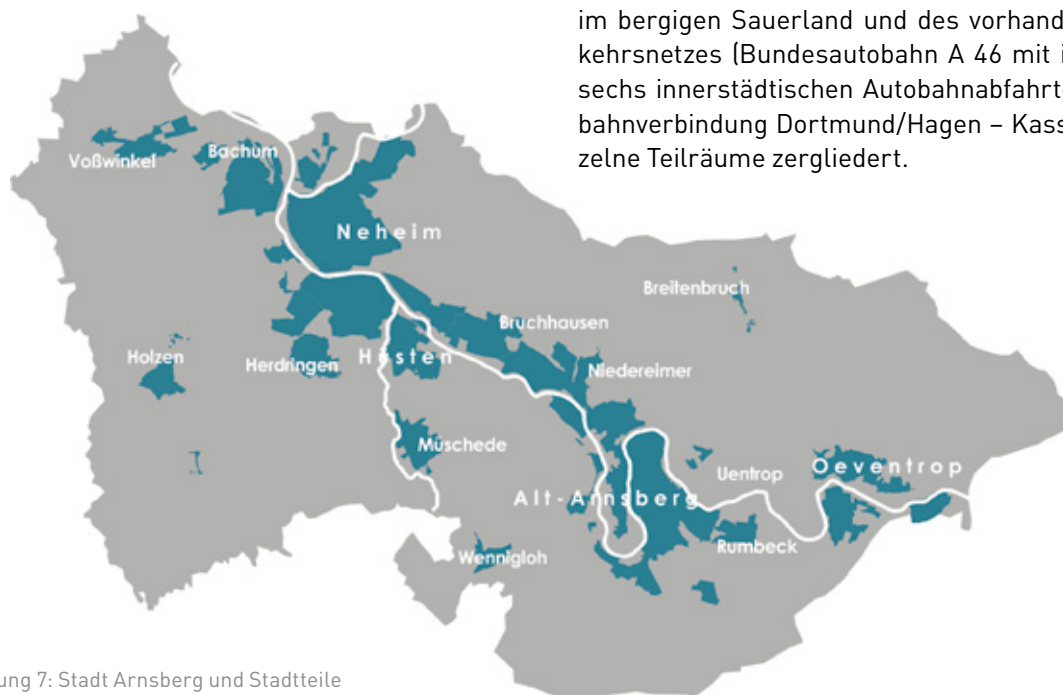 im bergigen Sauerland und des vorhand
kehrsnetzes (Bundesautobahn A 46 mit i
sechs innerstädtischen Autobahnabfahrt
bahnverbindung Dortmund/Hagen – Kass
zelne Teilräume zergliedert.
Voßwinkel
Bachum
Neheim
Breitenbruch
Bruchhausen
Holzen
Herdringen
Hüsten
Niedereimer
Müschede
Uentrop
Oeventrop
Alt-Arnsberg
Rumbeck
Wennigloh
ung 7: Stadt Arnsberg und Stadtteile